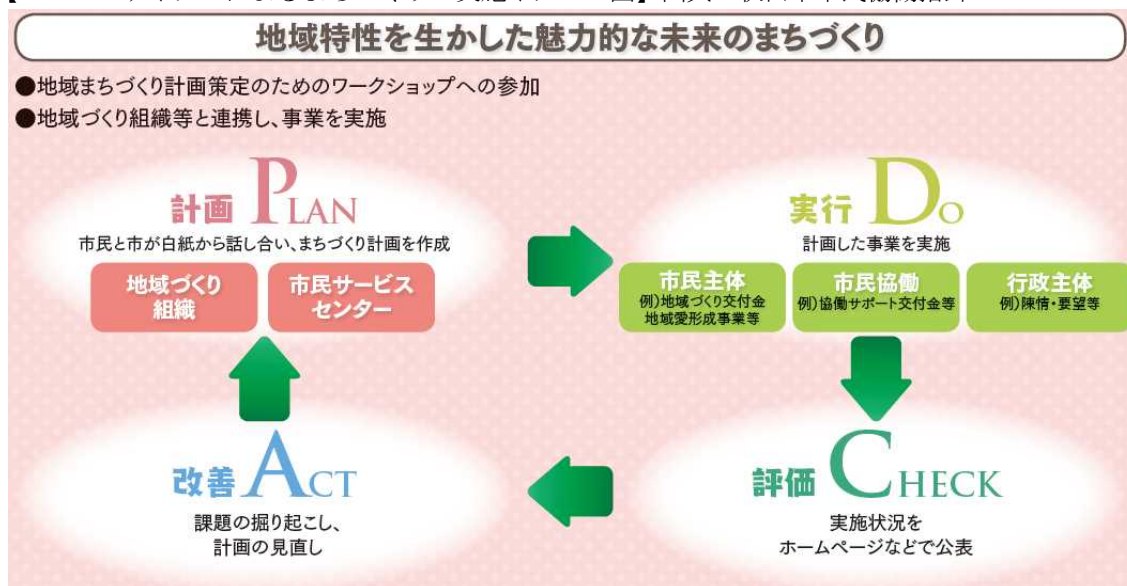 地域特性を生かした魅力的な未来のまちづくり
●地域まちづくり計画策定のためのワークショップへの参加
●地域づくり組織等と連携し、事業を実施
計画 PLAN
市民と市が白紙から話し合い、まちづくり計画を作成
地域づくり
組織
市民サービス
センター
実行 DO
計画した事業を実施
市民主体
例)地域づくり交付金
地域愛形成事業等
市民協働
例)協働サポート交付金等
行政主体
例)陳情・要望等
評価 CHECK
実施状況を
ホームページなどで公表
改善 ACT
課題の掘り起こし、
計画の見直し